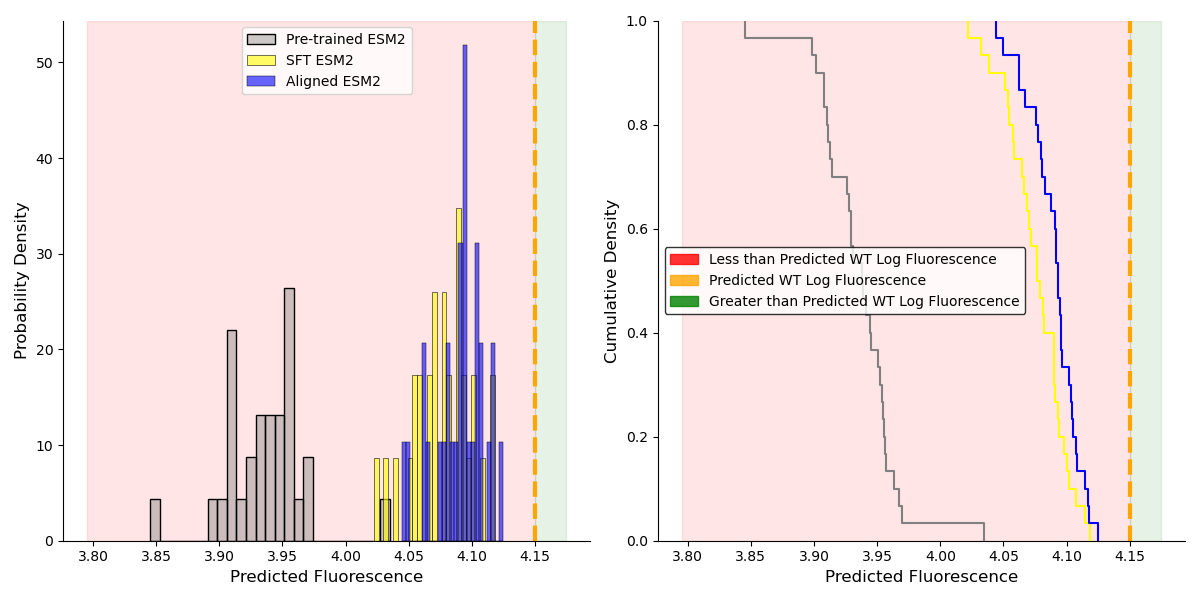 Pre-trained ESM2
SFT ESM2
Aligned ESM2
Probability Density
50
40
30
20
10
0
3.80 3.85 3.90 3.95 4.00 4.05 4.10 4.15
Predicted Fluorescence
Less than Predicted WT Log Fluorescence
Predicted WT Log Fluorescence
Greater than Predicted WT Log Fluorescence
Cumulative Density
1.0
0.8
0.6
0.4
0.2
0.0
3.80 3.85 3.90 3.95 4.00 4.05 4.10 4.15
Predicted Fluorescence